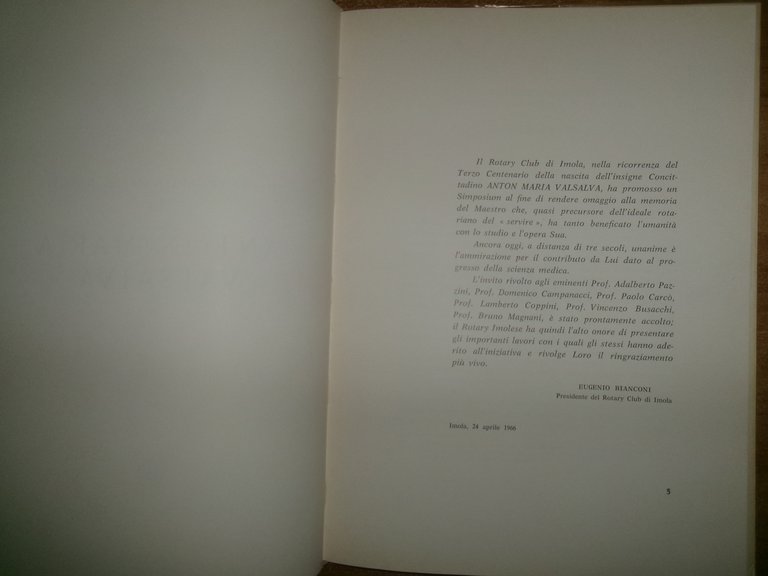 Il Rotary Club di Imola, nella ricorrenza del
Terzo Centenario della nascita dell'insigne Concit-
tadino ANTON MARIA VALSALVA, ha promosso un
Simposium al fine di rendere omaggio alla memoria
del Maestro che, quasi precursore dell'ideale rota-
riano del « servire », ha tanto beneficato l'umanità
con lo studio e l'opera Sua.
Ancora oggi, a distanza di tre secoli, unanime è
l'ammirazione per il contributo da Lui dato al pro-
gresso della scienza medica.
L'invito rivolto agli eminenti Prof. Adalberto Paz-
zini, Prof. Domenico Campanacci, Prof. Paolo Carcò,
Prof. Lamberto Coppini, Prof. Vincenzo Busacchi,
Prof. Bruno Magnani, è stato prontamente accolto;
il Rotary Imolese ha quindi l'alto onore di presentare
gli importanti lavori con i quali gli stessi hanno ade-
rito all'iniziativa e rivolge Loro il ringraziamento
più vivo.
EUGENIO BIANCONI
Presidente del Rotary Club di Imola
Imola, 24 aprile 1966
5